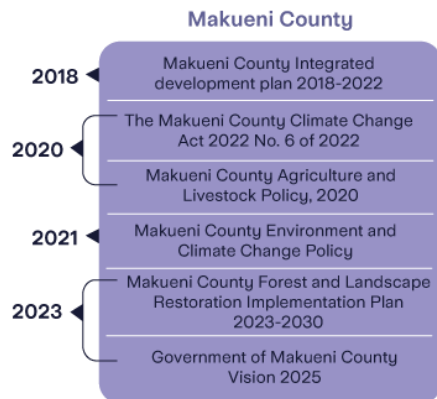 Makueni County
2018
Makueni County Integrated
development plan 2018-2022
2020
The Makueni County Climate Change
Act 2022 No. 6 of 2022
Makueni County Agriculture and
Livestock Policy, 2020
2021
Makueni County Environment and
Climate Change Policy
2023
Makueni County Forest and Landscape
Restoration Implementation Plan
2023-2030
Government of Makueni County
Vision 2025